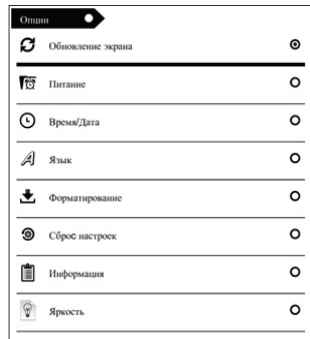 Опции
Обновление экрана
Питание
Время/Дата
Язык
Форматирование
Сброс настроек
Информация
Яркость